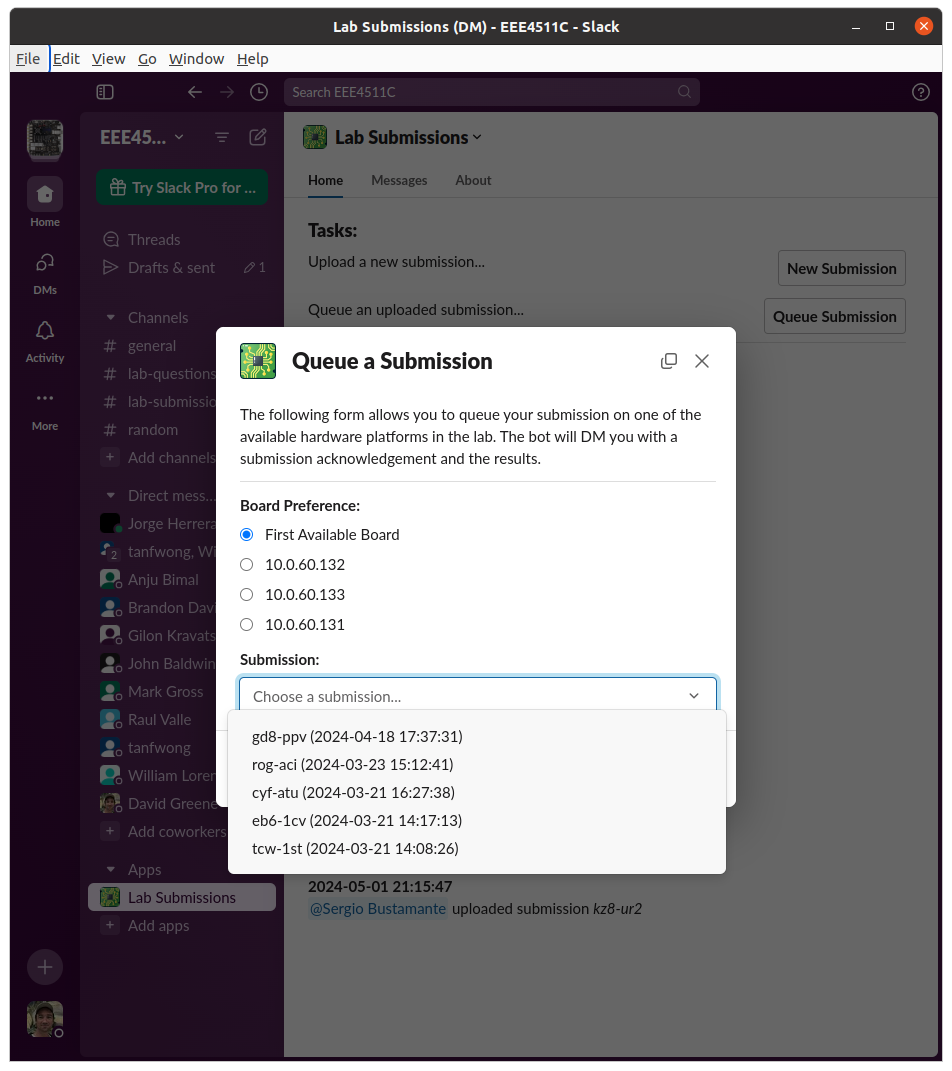 Lab Submissions (DM) - EEE4511C - Slack
File Edit View Go Window Help
Search EEE4511C
EEE45...
Try Slack Pro for ...
Home
DMs
Activity
More
Threads
Drafts & sent 1
Channels
general
lab-questions
lab-submissio
random
Add channels
Direct mess...
Jorge Herrera
2 tanfwong, Wi
Anju Bimal
Brandon Davi
Gilon Kravats
John Baldwin
Mark Gross
Raul Valle
tanfwong
William Loren
David Greene
Add coworkers
Apps
Lab Submissions
Add apps
Lab Submissions
Home Messages About
Tasks:
Upload a new submission...
New Submission
Queue an uploaded submission...
Queue Submission
Queue a Submission
The following form allows you to queue your submission on one of the
available hardware platforms in the lab. The bot will DM you with a
submission acknowledgement and the results.
Board Preference:
First Available Board
10.0.60.132
10.0.60.133
10.0.60.131
Submission:
Choose a submission...
gd8-ppv (2024-04-18 17:37:31)
rog-aci (2024-03-23 15:12:41)
cyf-atu (2024-03-21 16:27:38)
eb6-1cv (2024-03-21 14:17:13)
tcw-1st (2024-03-21 14:08:26)
2024-05-01 21:15:47
@Sergio Bustamante uploaded submission kz8-ur2